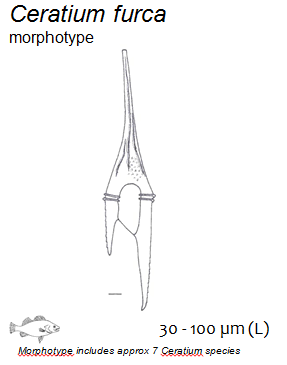 Ceratium furca
morphotype
30 - 100 µm (L)
Morphotype includes approx 7 Ceratium species